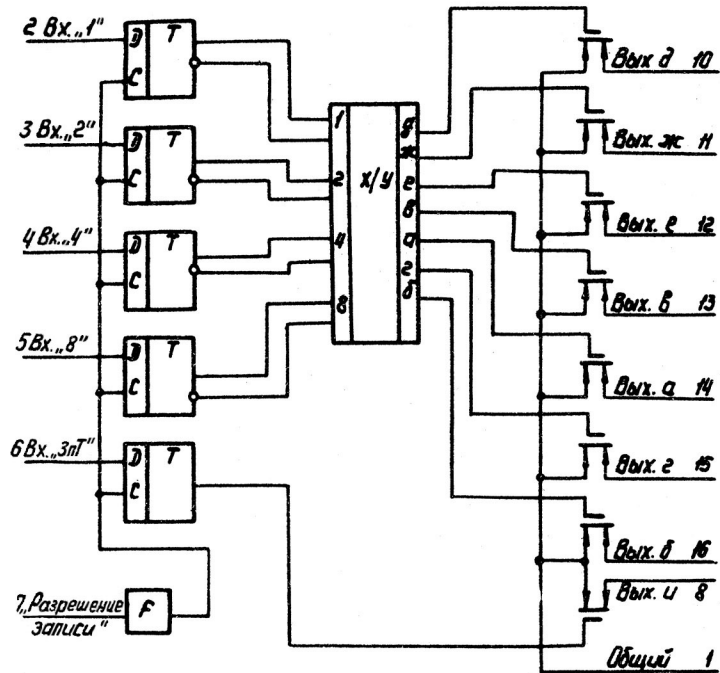 2 Вх. „1"
D T
C
3 Вх. „2"
D T
C
4 Вх. „4"
D T
C
5 Вх. „8"
D T
C
6 Вх. „ЗпТ"
D T
C
7 „Разрешение
записи"
F
X/Y
1
2
4
8
д
ж
е
в
а
г
б
Вых. д 10
Вых. ж 11
Вых. е 12
Вых. в 13
Вых. а 14
Вых. г 15
Вых. б 16
Вых. и 8
Общий 1